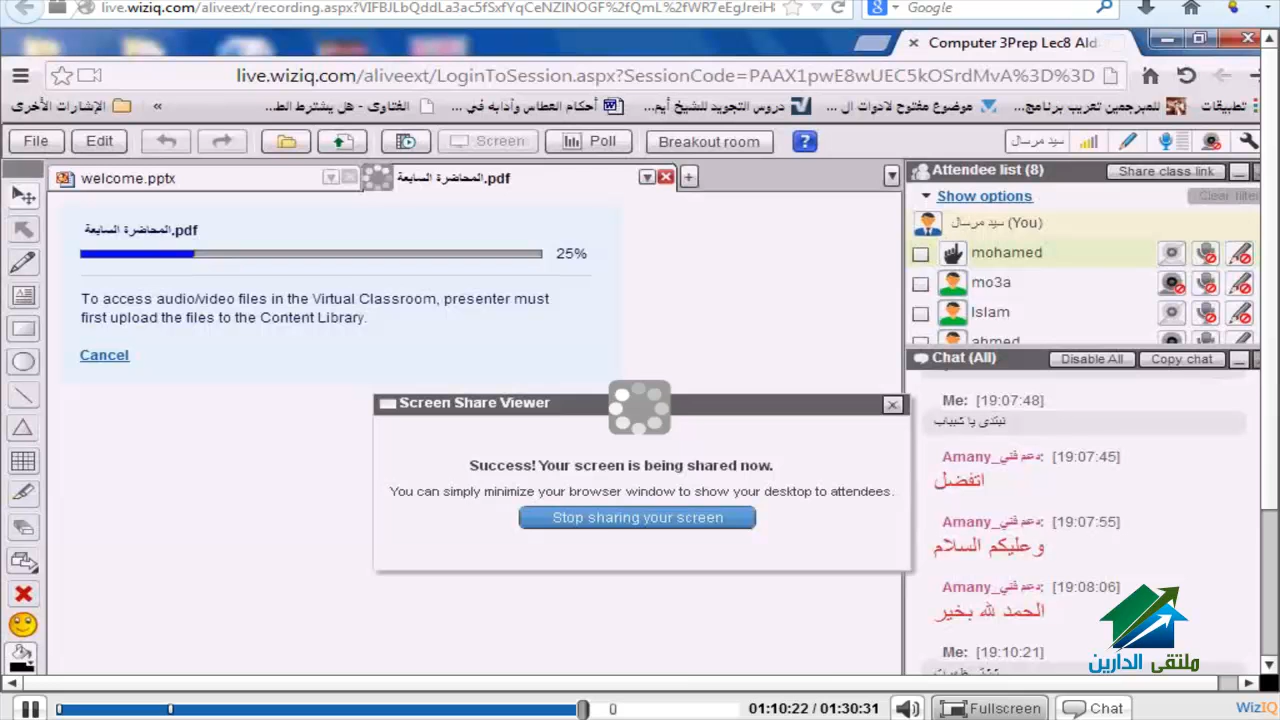 live.wiziq.com/aliveext/recording.aspx?VIFBJLbQddLa3ac5fSxfYqCeNZINOGF%2fQmL%2fWR7eEgJreiH
Google
Computer 3Prep Lec8 Ald
live.wiziq.com/aliveext/LoginToSession.aspx?SessionCode=PAAX1pwE8wUEC5kOSrdMvA%3D%3D
تطبيقات
للمبرجمين تعريب برنامج...
موضوع مفتوح لادوات ال ...
دروس التجويد للشيخ أيم...
أحكام العطاس وآدابه في ...
الفتاوى - هل يشترط الط...
»
الإشارات الأخرى
File
Edit
Screen
Poll
Breakout room
?
سيد مرسال
welcome.pptx
المحاضرة السابعة.pdf
Attendee list (8)
Share class link
Show options
Clear filter
سيد مرسال (You)
mohamed
mo3a
Islam
ahmed
المحاضرة السابعة.pdf
25%
To access audio/video files in the Virtual Classroom, presenter must
first upload the files to the Content Library.
Cancel
Screen Share Viewer
Success! Your screen is being shared now.
You can simply minimize your browser window to show your desktop to attendees.
Stop sharing your screen
Chat (All)
Disable All
Copy chat
Me: [19:07:48]
نبتدى يا شباب
Amany_دعم فني: [19:07:45]
اتفضل
Amany_دعم فني: [19:07:55]
وعليكم السلام
Amany_دعم فني: [19:08:06]
الحمد لله بخير
Me: [19:10:21]
ملتقى الدارين
0
01:10:22 / 01:30:31
Fullscreen
Chat
WizIQ